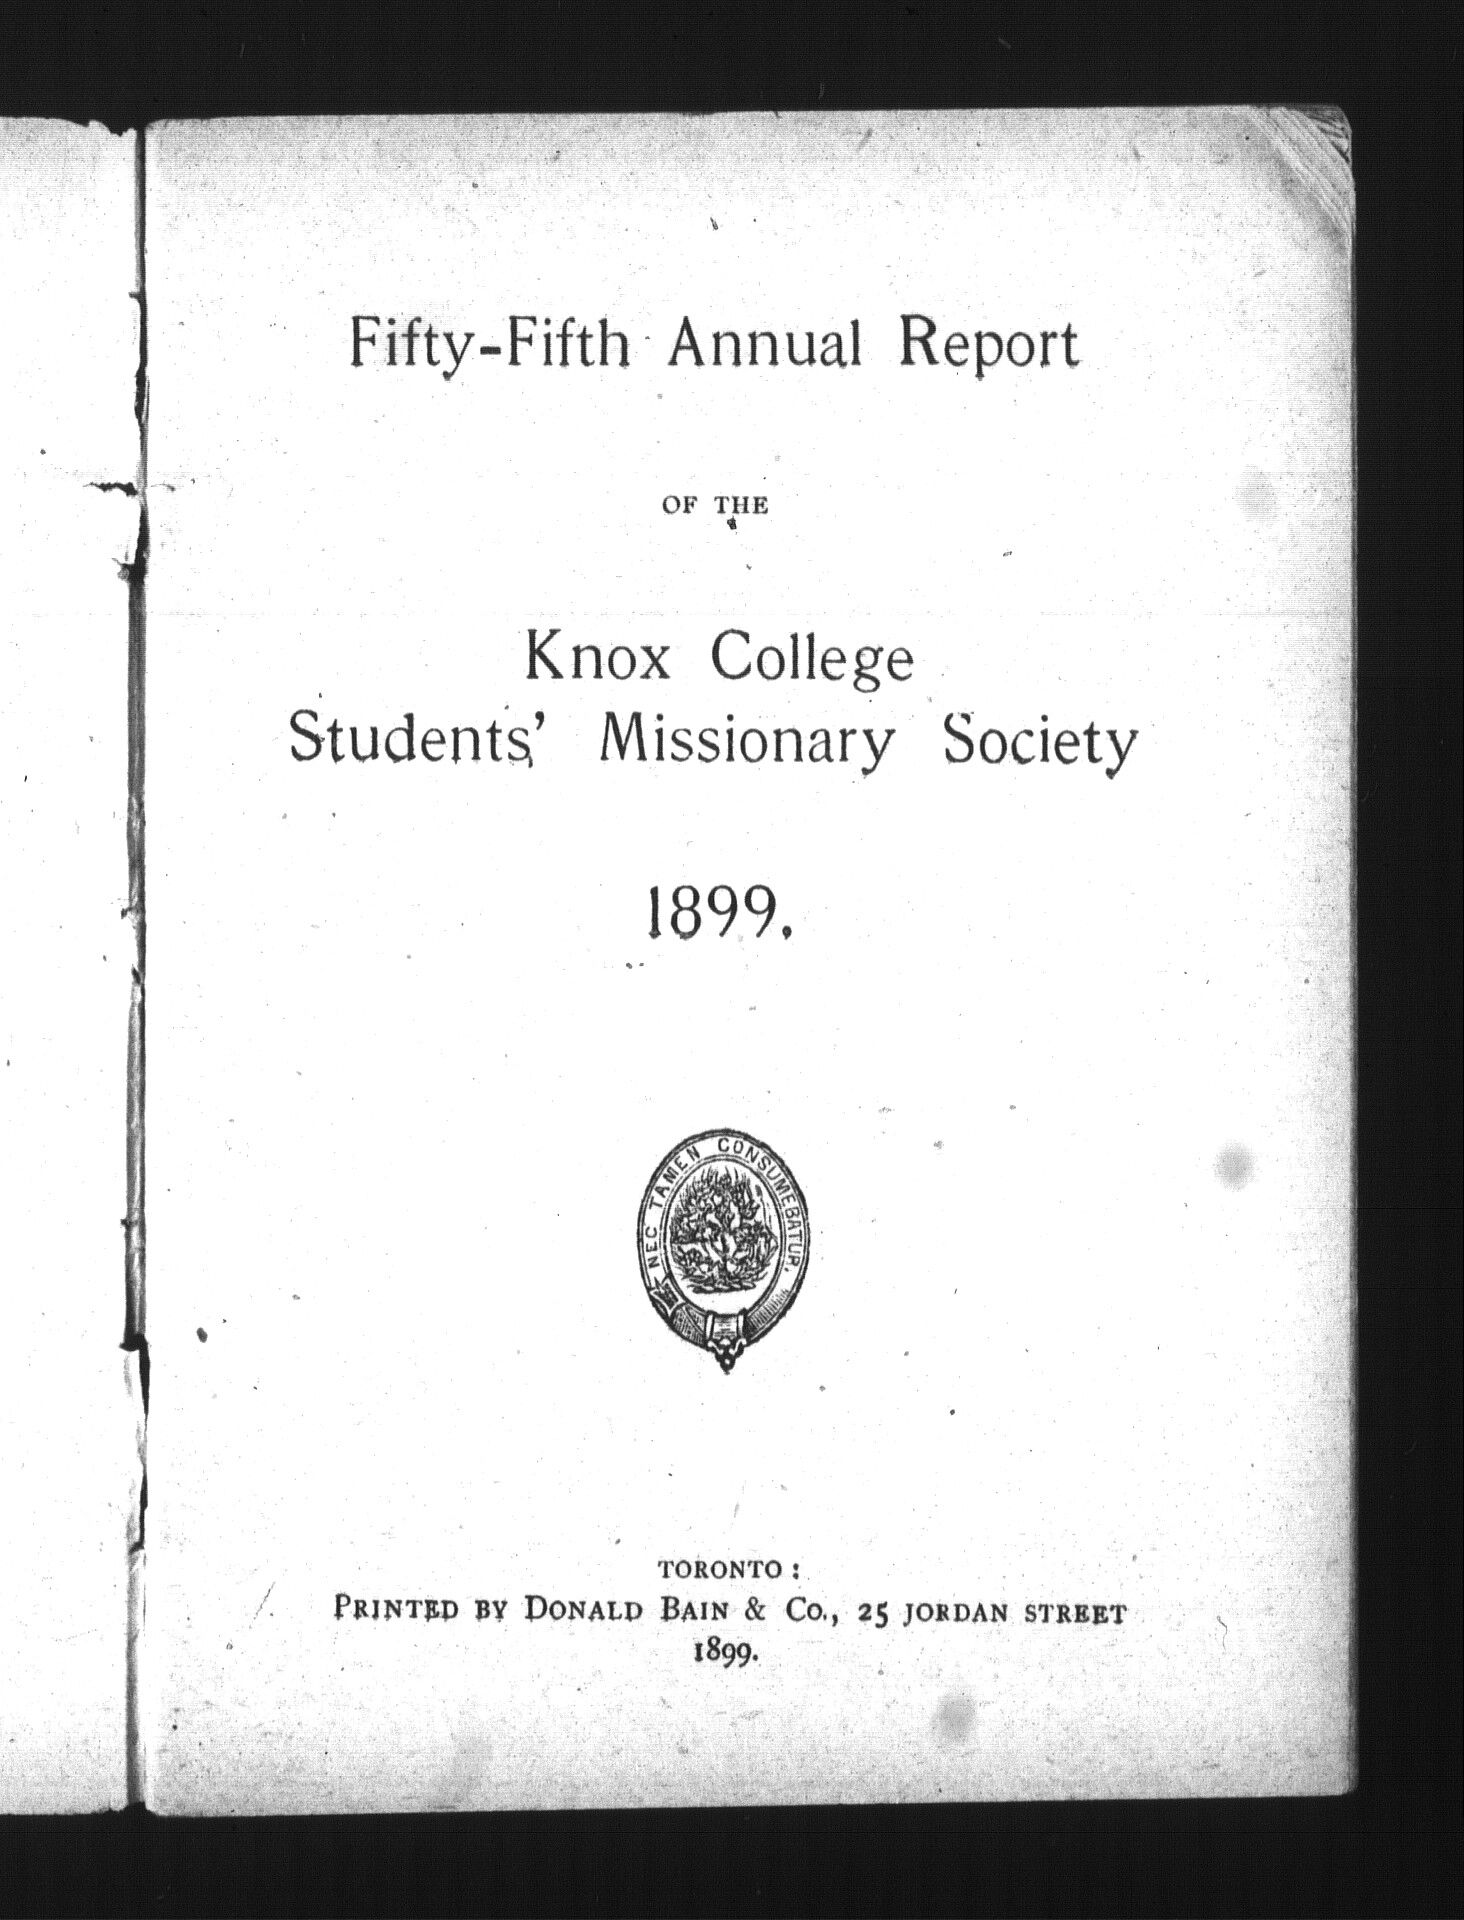 Fifty-Fifth Annual Report
OF THE
Knox College
Students' Missionary Society
1899.
NEC TAMEN CONSUMEBATUR.
TORONTO:
PRINTED BY DONALD BAIN & CO., 25 JORDAN STREET
1899.